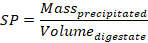 SP = Mass_precipitated / Volume_digestate